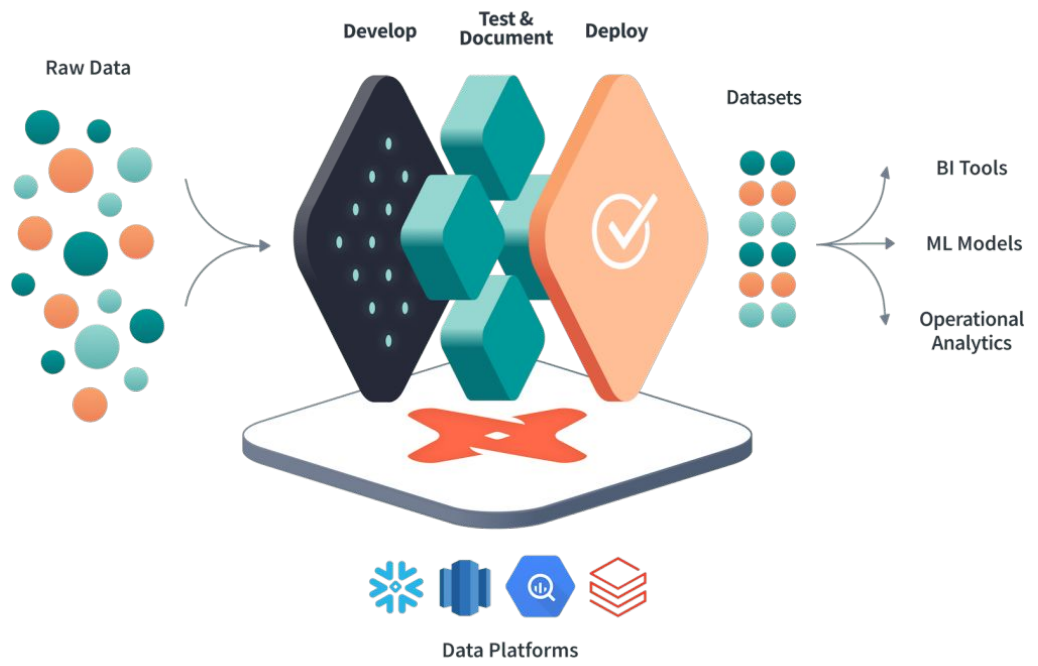 Raw Data
Develop
Test &
Document
Deploy
Datasets
BI Tools
ML Models
Operational
Analytics
Data Platforms